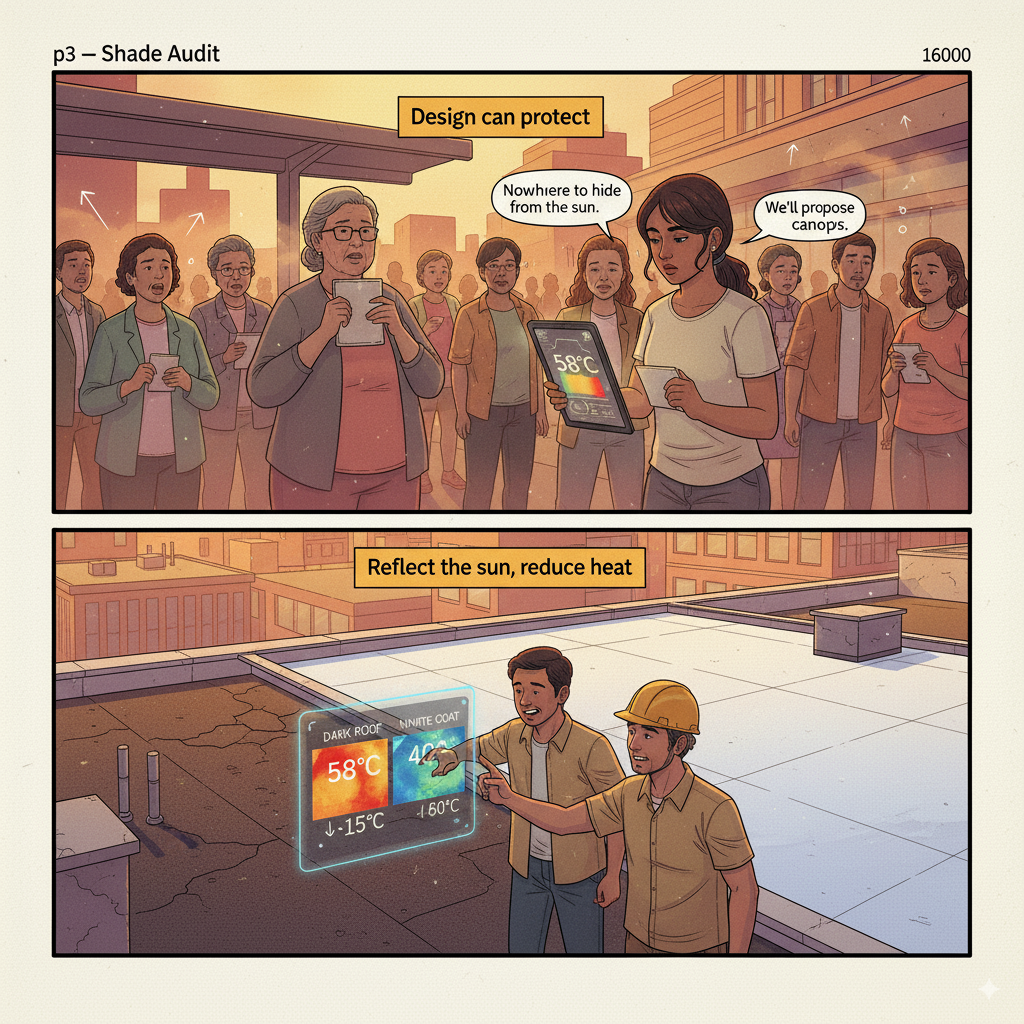 p3 – Shade Audit
16000
Design can protect
Nowhere to hide
from the sun.
We'll propose
canops.
58°C
Reflect the sun, reduce heat
DARK ROOF
WHITE COAT
58°C
↓-15°C
60°C